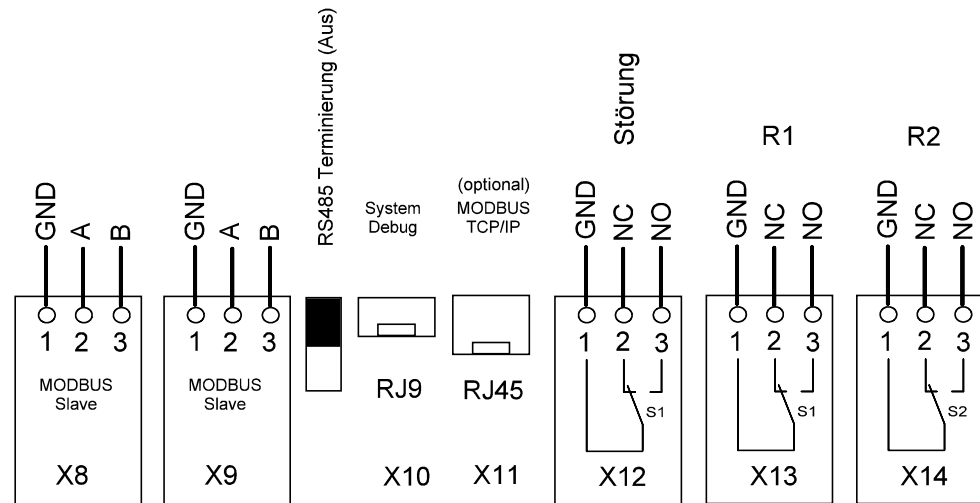 GND A B
1 2 3
MODBUS
Slave
X8
GND A B
1 2 3
MODBUS
Slave
X9
RS485 Terminierung (Aus)
System
Debug
RJ9
X10
(optional)
MODBUS
TCP/IP
RJ45
X11
Störung
GND NC NO
1 2 3
S1
X12
R1
GND NC NO
1 2 3
S1
X13
R2
GND NC NO
1 2 3
S2
X14